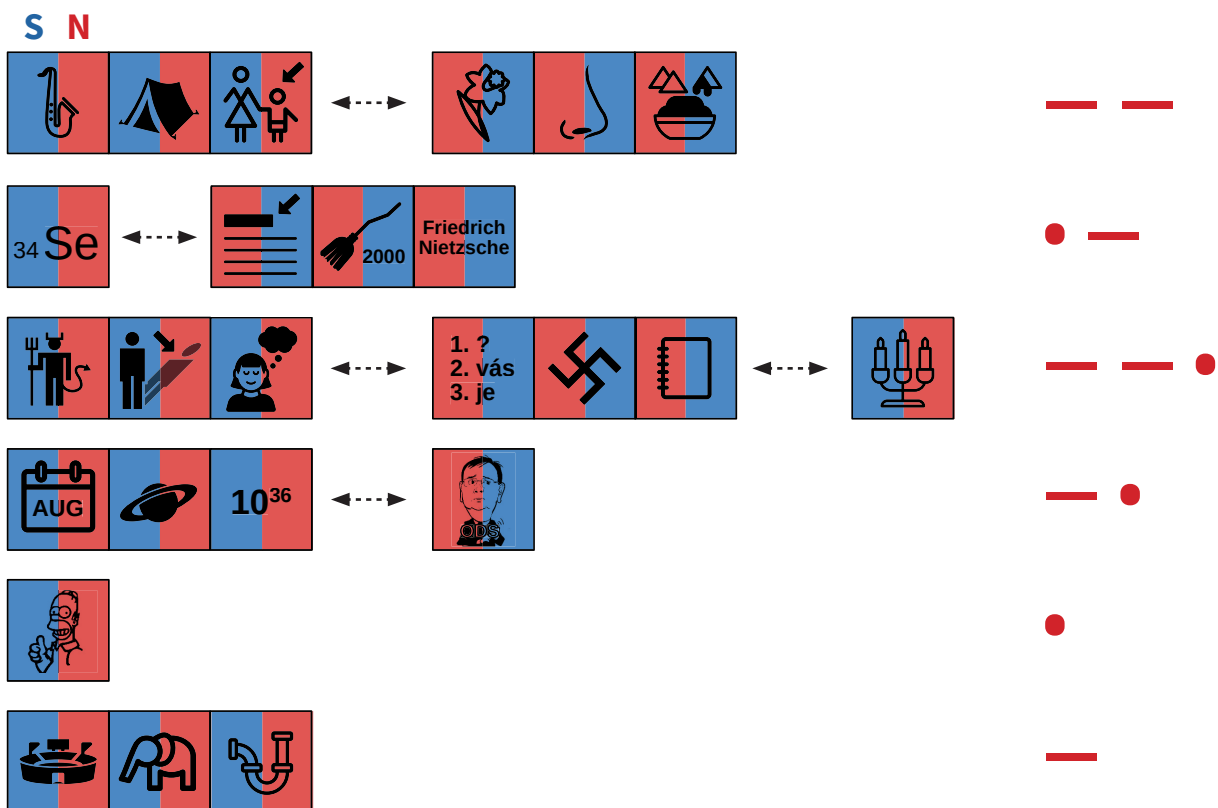 S N
34 Se
2000
Friedrich
Nietzsche
1. ?
2. vás
3. je
AUG
10³⁶
ODS